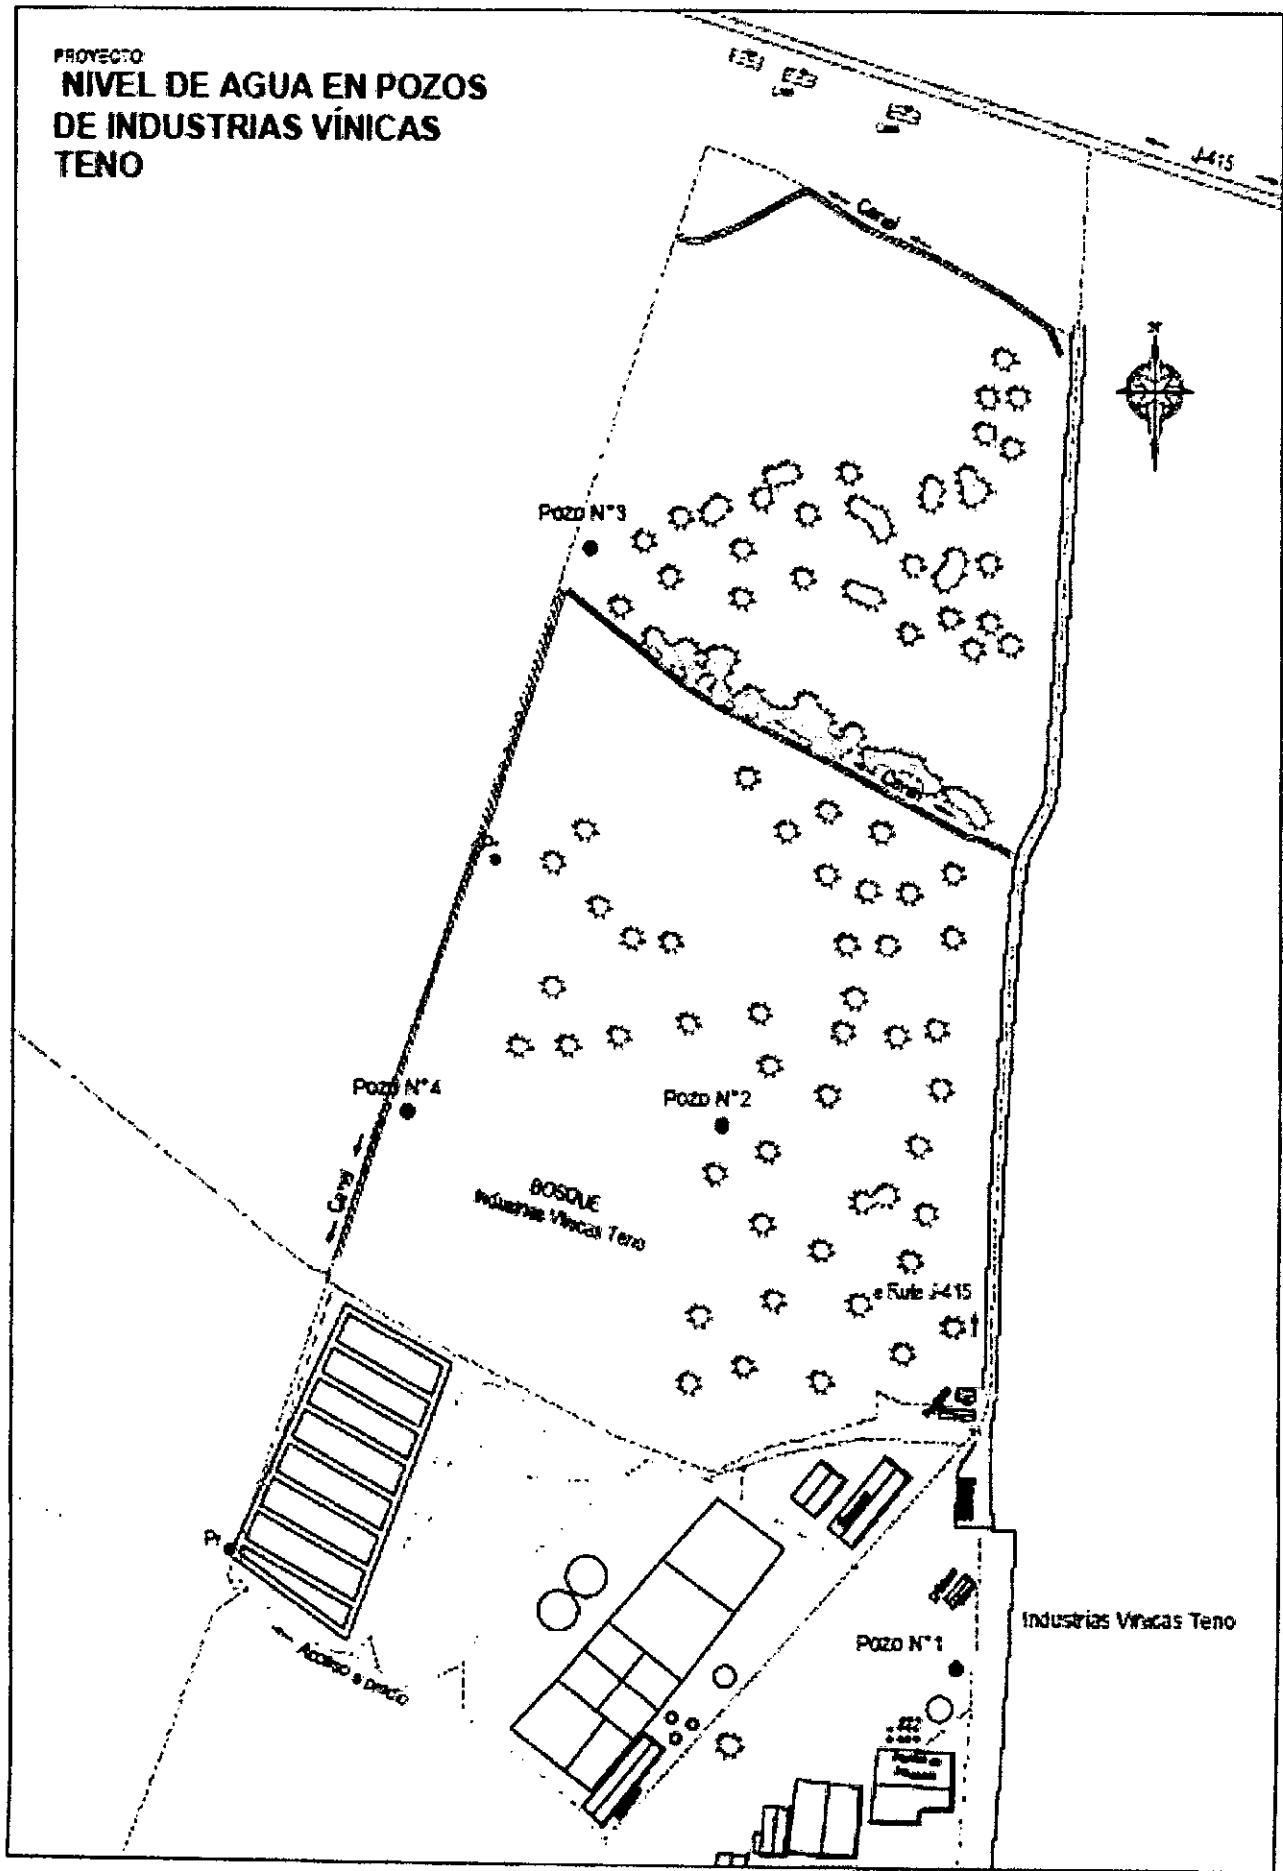 PROYECTO
NIVEL DE AGUA EN POZOS
DE INDUSTRIAS VÍNICAS
TENO
J-415
Canal
N
Pozo N°3
Canal
P.
Pozo N°4
Pozo N°2
Canal
BOSQUE
Industrias Vinicas Teno
a Ruta J-415
Pr
Acceso a predio
Industrias Vinicas Teno
Pozo N°1